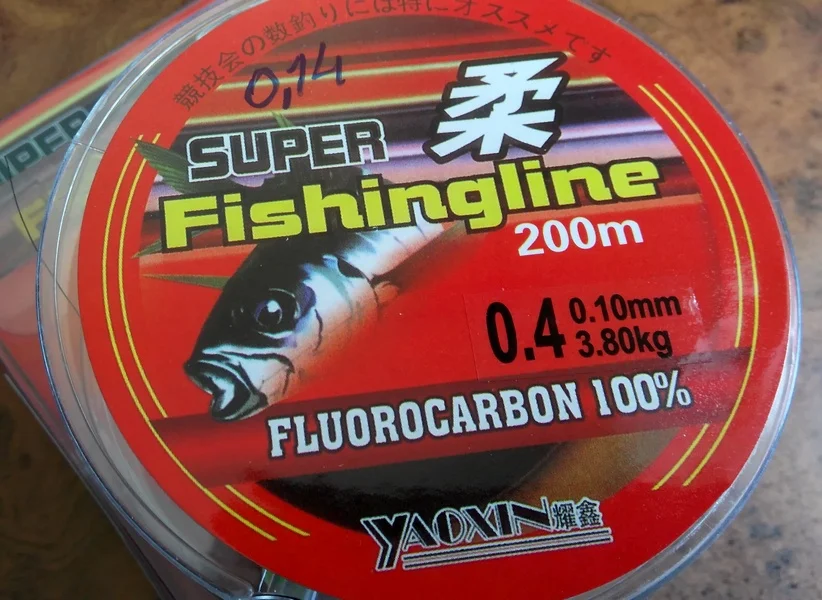 競技会の数釣りには特にオススメです
0,14
柔
SUPER
Fishingline
200m
0.4
0.10mm
3.80kg
FLUOROCARBON 100%
YAOXIN 耀鑫